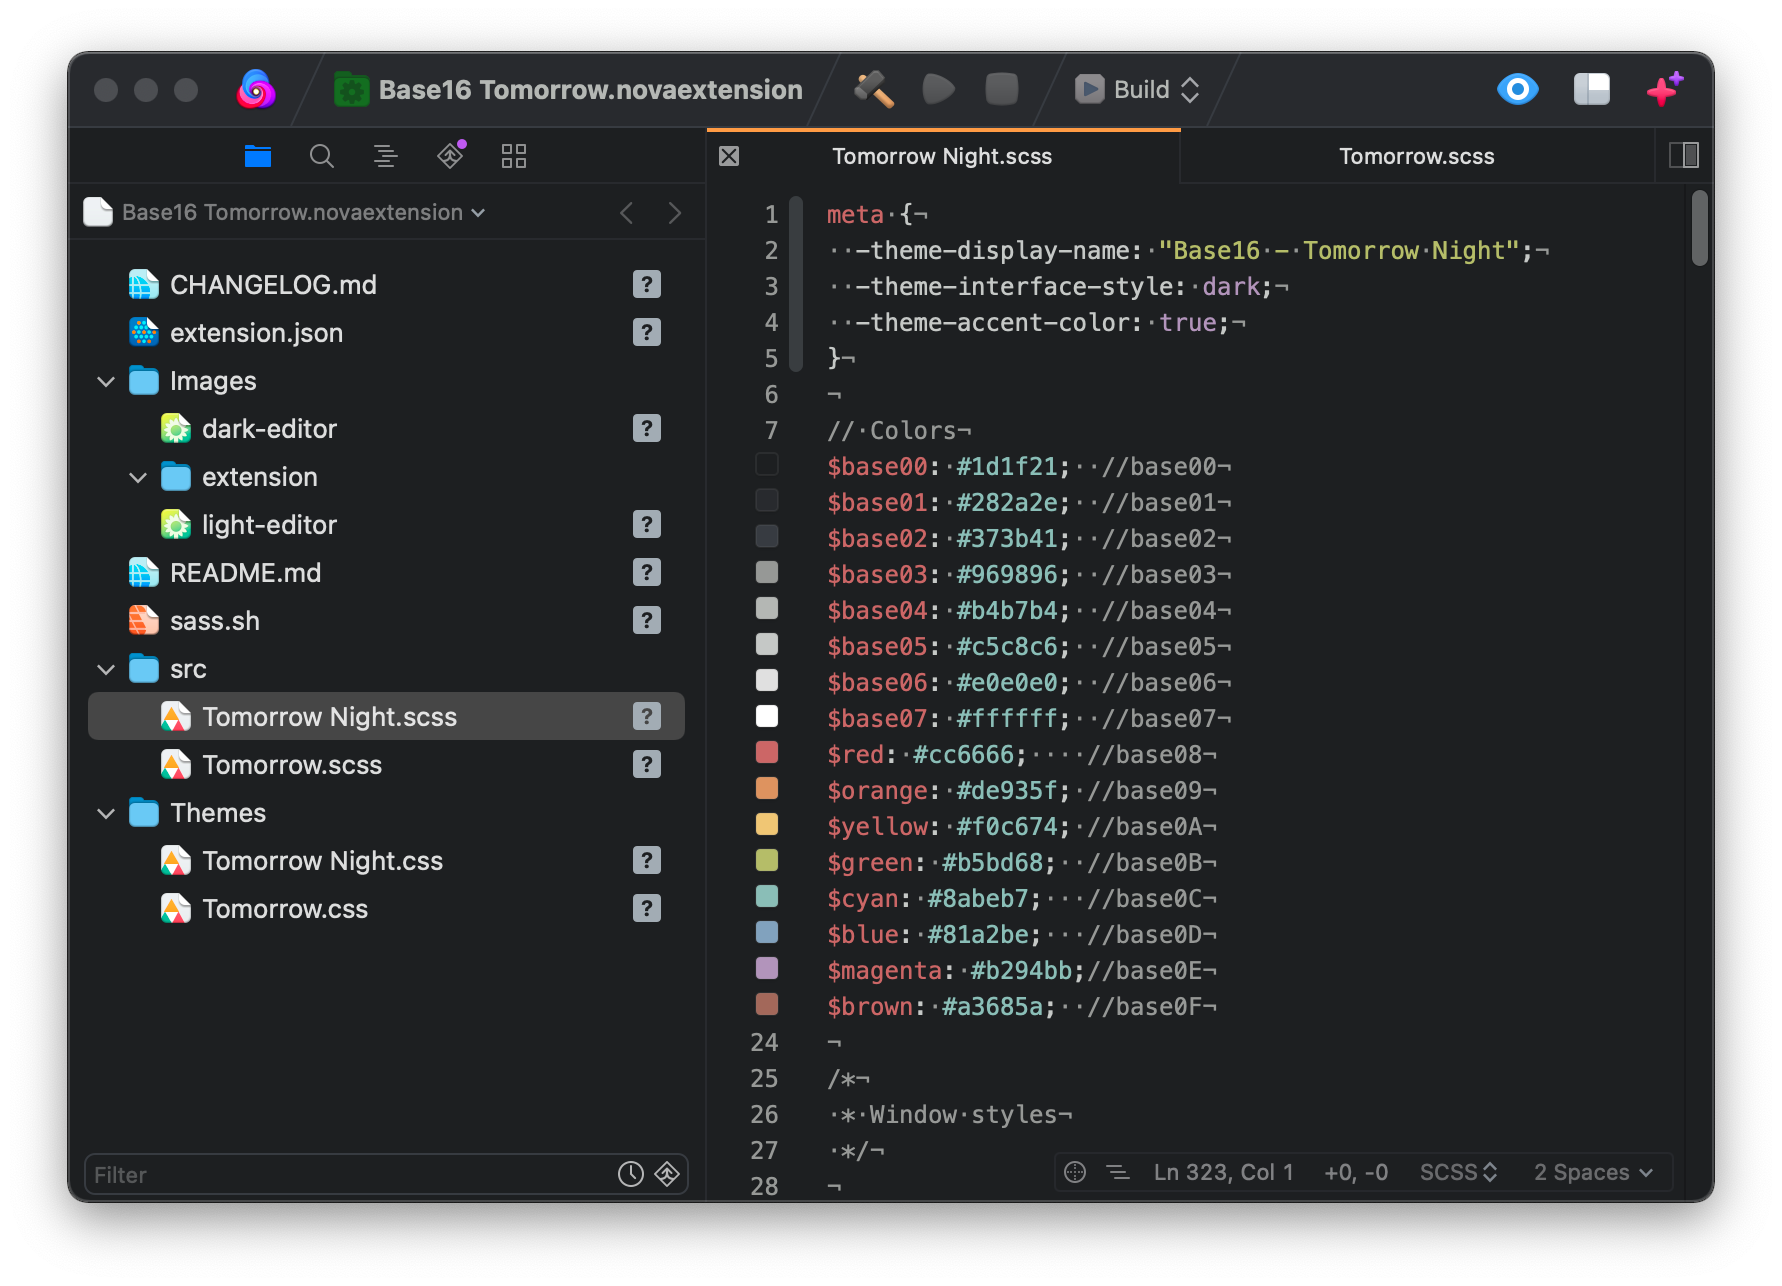 Base16 Tomorrow.novaextension
Build
Tomorrow Night.scss
Tomorrow.scss
Base16 Tomorrow.novaextension
CHANGELOG.md ?
extension.json ?
Images
dark-editor ?
extension
light-editor ?
README.md ?
sass.sh ?
src
Tomorrow Night.scss ?
Tomorrow.scss ?
Themes
Tomorrow Night.css ?
Tomorrow.css ?
Filter
1 meta·{¬
2 ··-theme-display-name:·"Base16·-·Tomorrow·Night";¬
3 ··-theme-interface-style:·dark;¬
4 ··-theme-accent-color:·true;¬
5 }¬
6 ¬
7 //·Colors¬
$base00:·#1d1f21;··//base00¬
$base01:·#282a2e;··//base01¬
$base02:·#373b41;··//base02¬
$base03:·#969896;··//base03¬
$base04:·#b4b7b4;··//base04¬
$base05:·#c5c8c6;··//base05¬
$base06:·#e0e0e0;··//base06¬
$base07:·#ffffff;··//base07¬
$red:·#cc6666;····//base08¬
$orange:·#de935f;·//base09¬
$yellow:·#f0c674;·//base0A¬
$green:·#b5bd68;··//base0B¬
$cyan:·#8abeb7;···//base0C¬
$blue:·#81a2be;···//base0D¬
$magenta:·#b294bb;//base0E¬
$brown:·#a3685a;··//base0F¬
24 ¬
25 /*¬
26 ·*·Window·styles¬
27 ·*/¬
28 ¬
Ln 323, Col 1 +0, -0 SCSS 2 Spaces